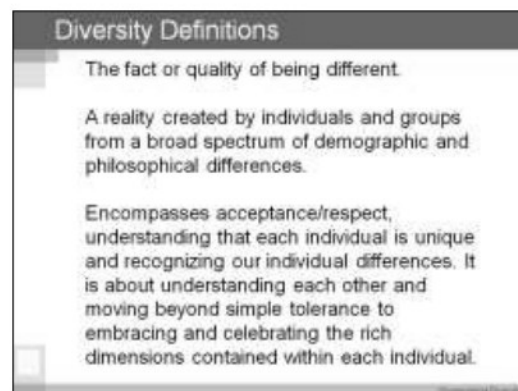 Diversity Definitions
The fact or quality of being different.
A reality created by individuals and groups
from a broad spectrum of demographic and
philosophical differences.
Encompasses acceptance/respect,
understanding that each individual is unique
and recognizing our individual differences. It
is about understanding each other and
moving beyond simple tolerance to
embracing and celebrating the rich
dimensions contained within each individual.